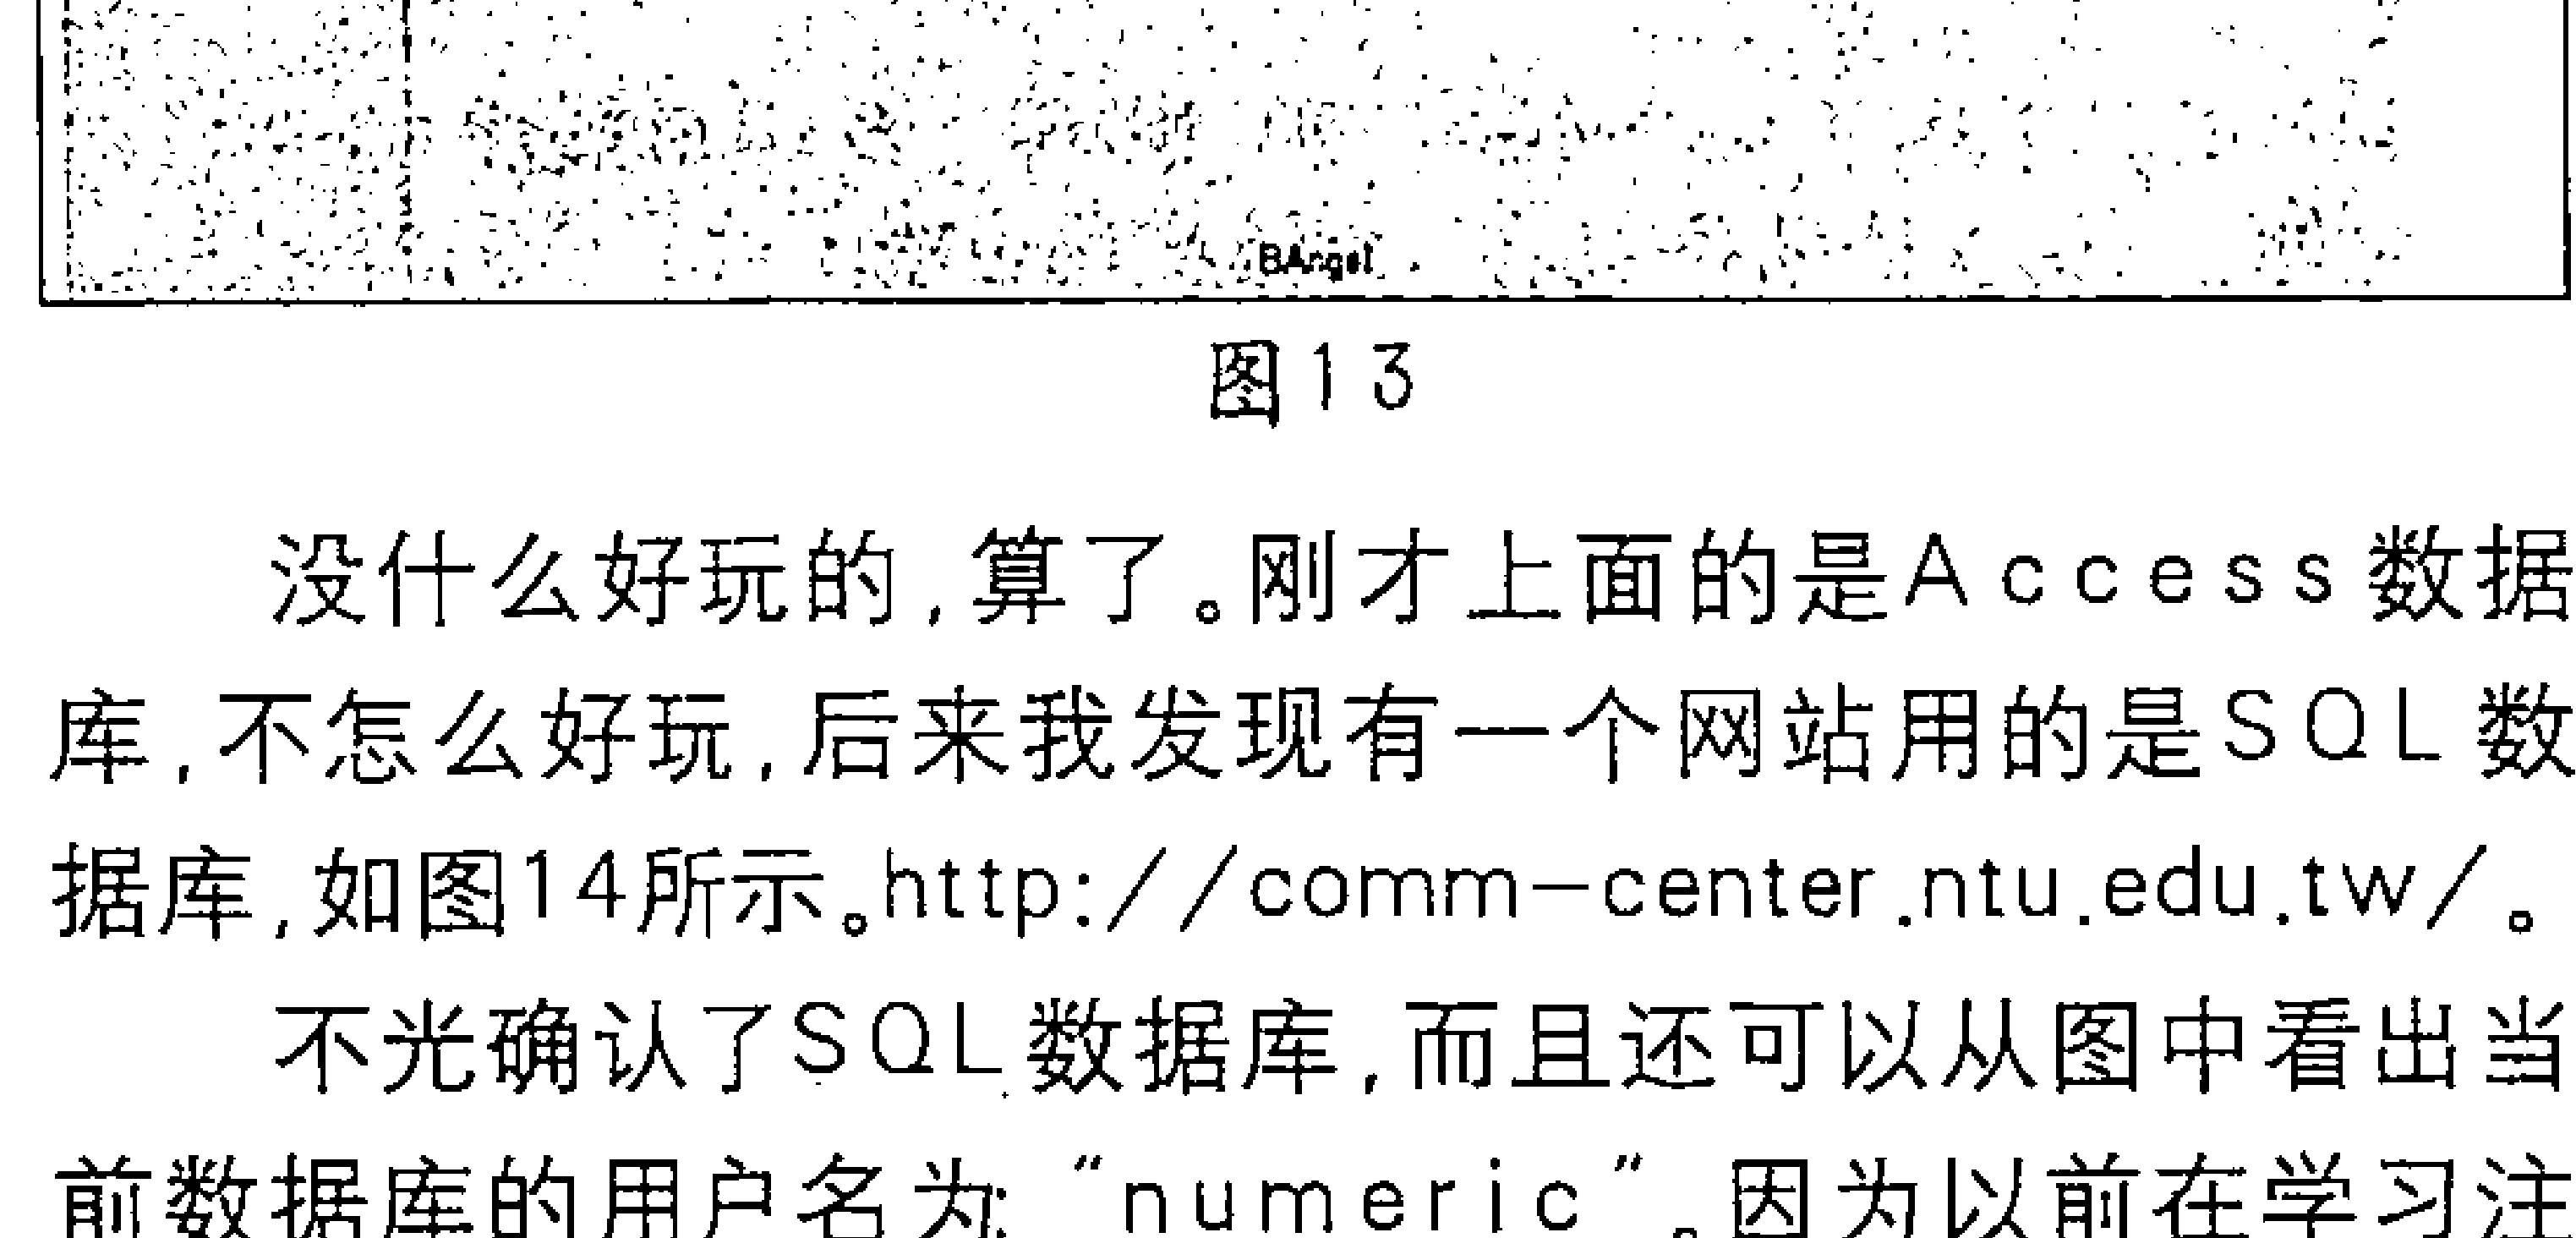 BAngel
图13
没什么好玩的,算了。刚才上面的是Access数据
库,不怎么好玩,后来我发现有一个网站用的是SQL数
据库,如图14所示。http://comm-center.ntu.edu.tw/。
不光确认了SQL数据库,而且还可以从图中看出当
前数据库的用户名为“numeric”。因为以前在学习注